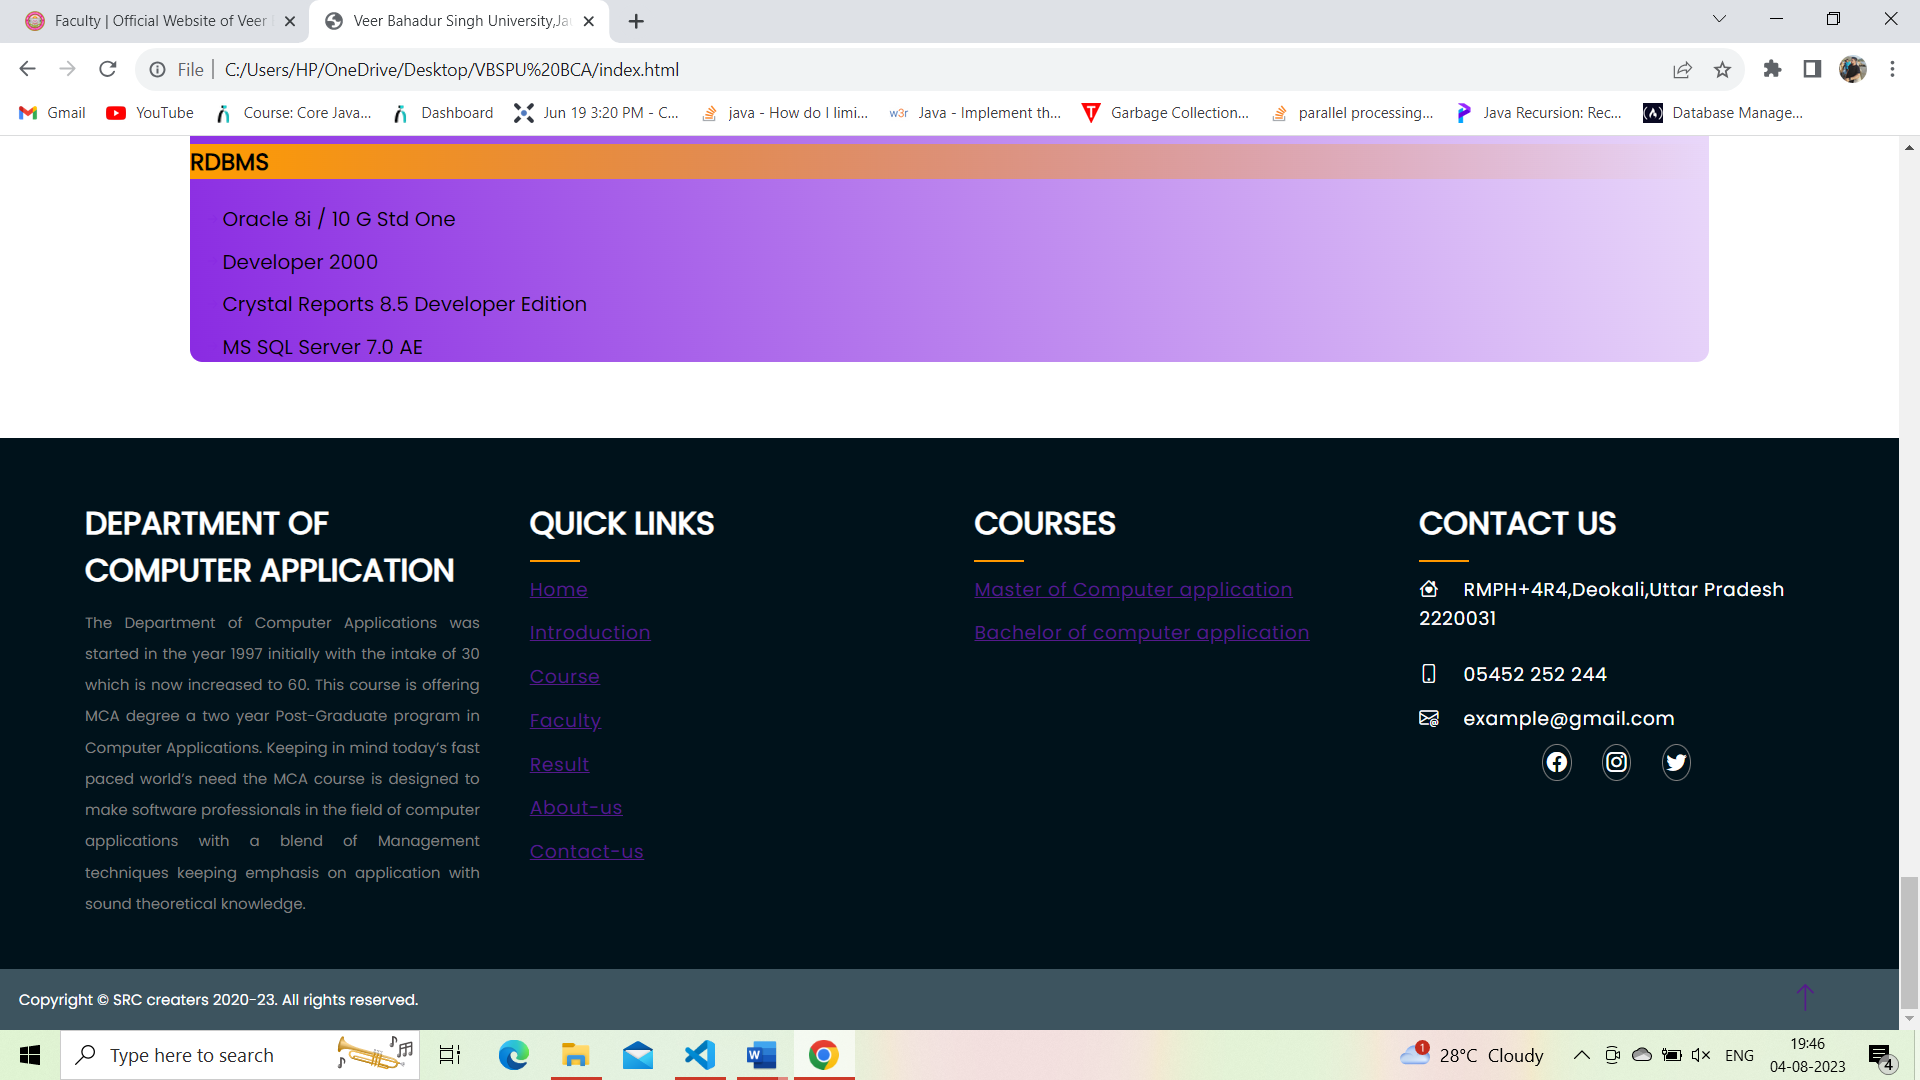 Faculty | Official Website of Veer
Veer Bahadur Singh University,Ja
File
C:/Users/HP/OneDrive/Desktop/VBSPU%20BCA/index.html
Gmail
YouTube
Course: Core Java...
Dashboard
Jun 19 3:20 PM - C...
java - How do I limi...
w3r
Java - Implement th...
Garbage Collection...
parallel processing...
Java Recursion: Rec...
Database Manage...
RDBMS
Oracle 8i / 10 G Std One
Developer 2000
Crystal Reports 8.5 Developer Edition
MS SQL Server 7.0 AE
DEPARTMENT OF
COMPUTER APPLICATION
The Department of Computer Applications was
started in the year 1997 initially with the intake of 30
which is now increased to 60. This course is offering
MCA degree a two year Post-Graduate program in
Computer Applications. Keeping in mind today’s fast
paced world’s need the MCA course is designed to
make software professionals in the field of computer
applications with a blend of Management
techniques keeping emphasis on application with
sound theoretical knowledge.
QUICK LINKS
Home
Introduction
Course
Faculty
Result
About-us
Contact-us
COURSES
Master of Computer application
Bachelor of computer application
CONTACT US
RMPH+4R4,Deokali,Uttar Pradesh
2220031
05452 252 244
example@gmail.com
Copyright © SRC creaters 2020-23. All rights reserved.
Type here to search
1
28°C Cloudy
ENG
19:46
04-08-2023
4